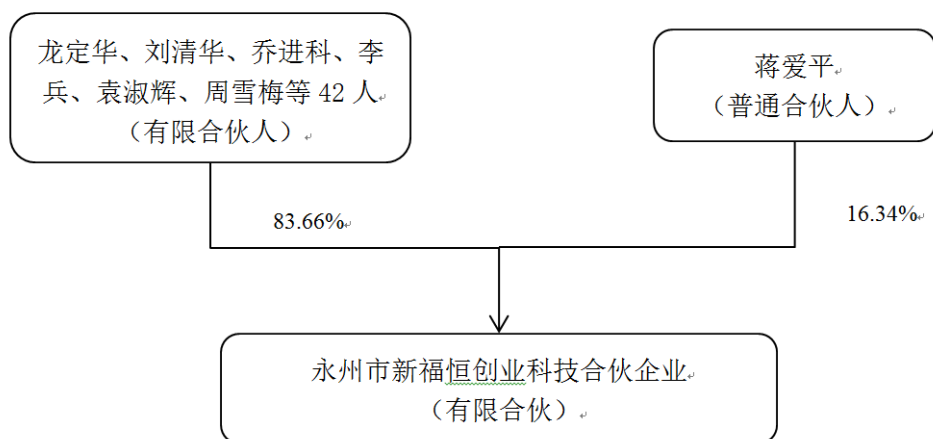 龙定华、刘清华、乔进科、李
兵、袁淑辉、周雪梅等 42 人
（有限合伙人）
蒋爱平
（普通合伙人）
83.66%
16.34%
永州市新福恒创业科技合伙企业
（有限合伙）